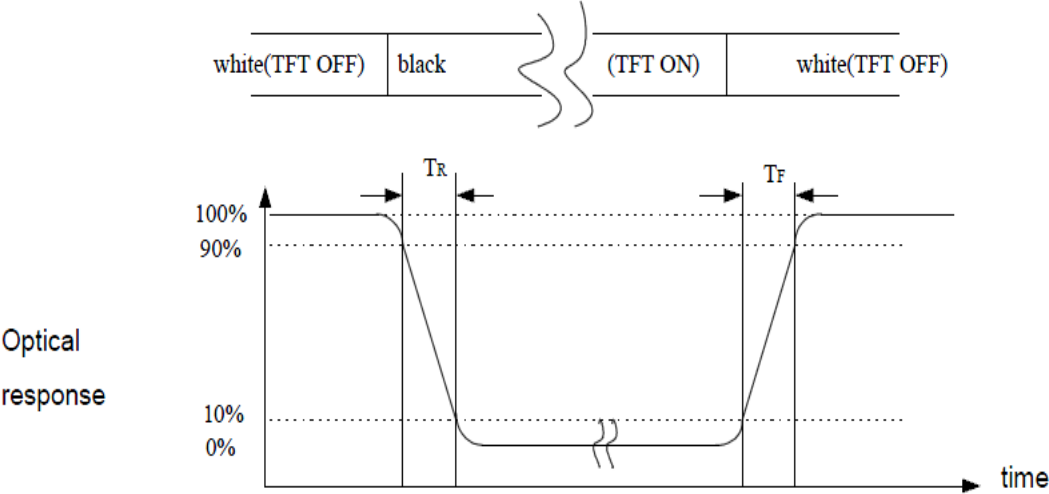 white(TFT OFF) black (TFT ON) white(TFT OFF)
TR TF
100%
90%
Optical
response
10%
0%
time